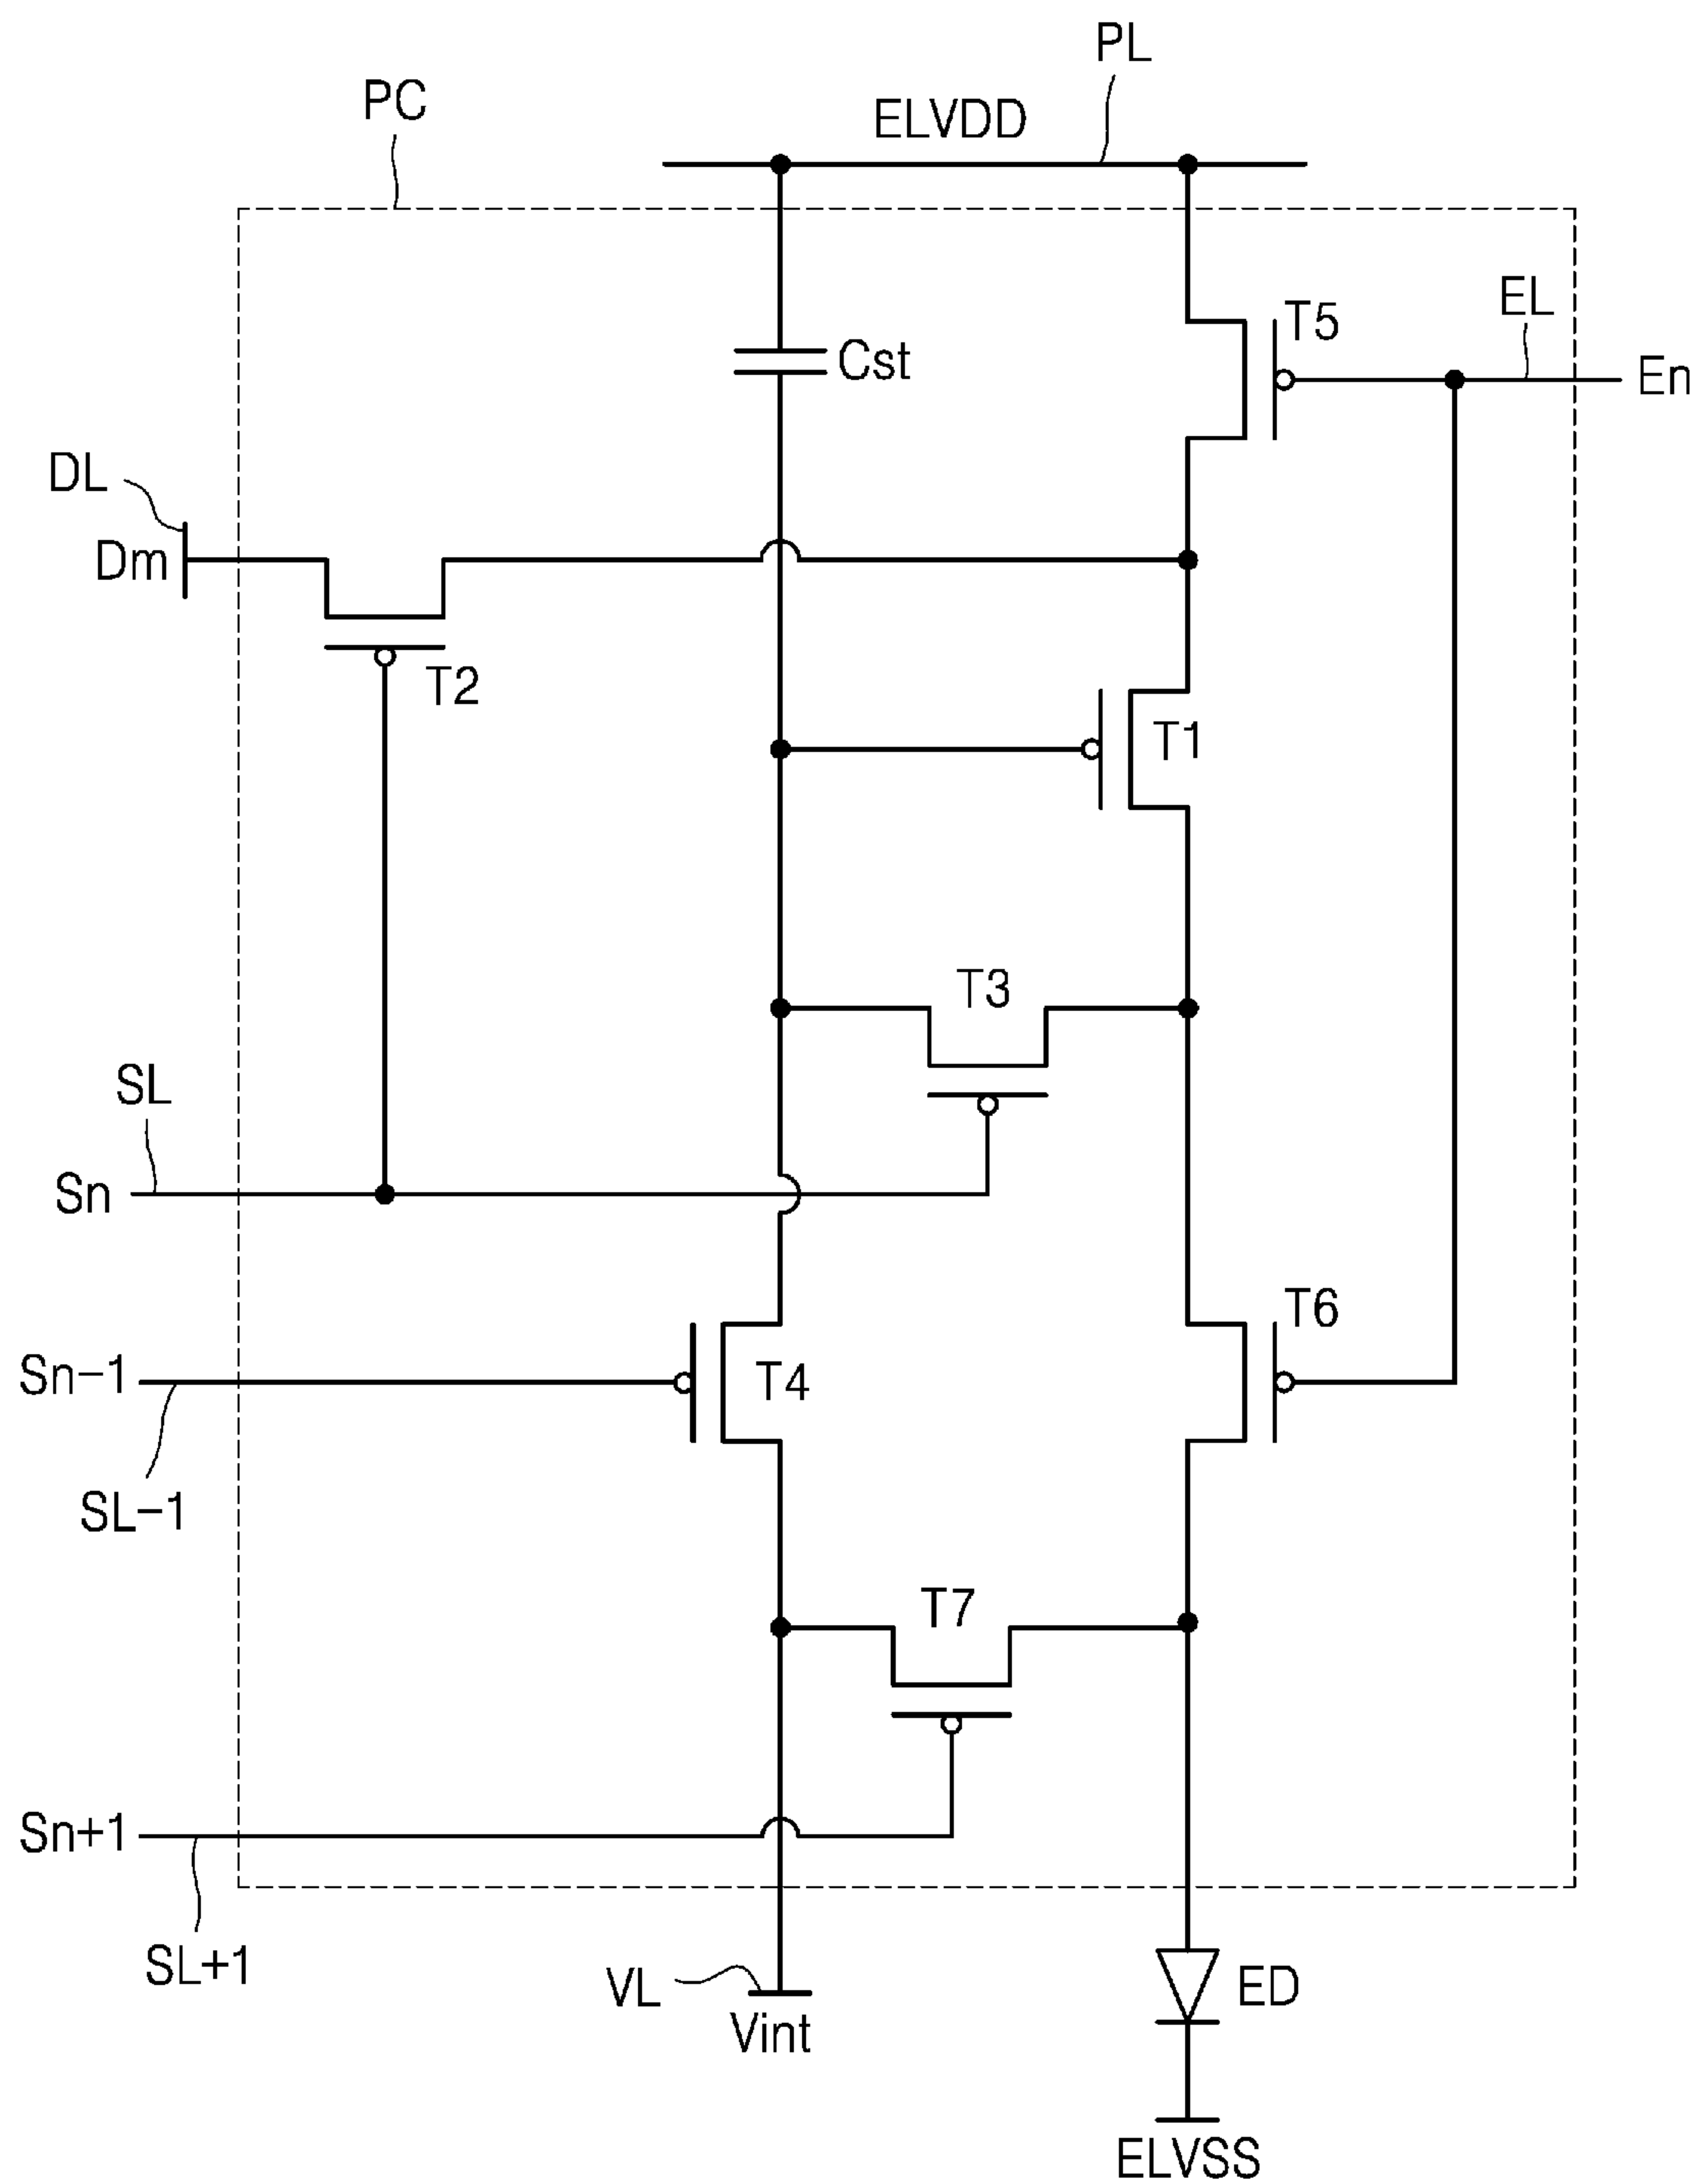 PL
PC
ELVDD
EL
T5
Cst
En
DL
Dm
T2
T1
T3
SL
Sn
T6
Sn-1
T4
SL-1
T7
Sn+1
SL+1
VL
ED
Vint
ELVSS